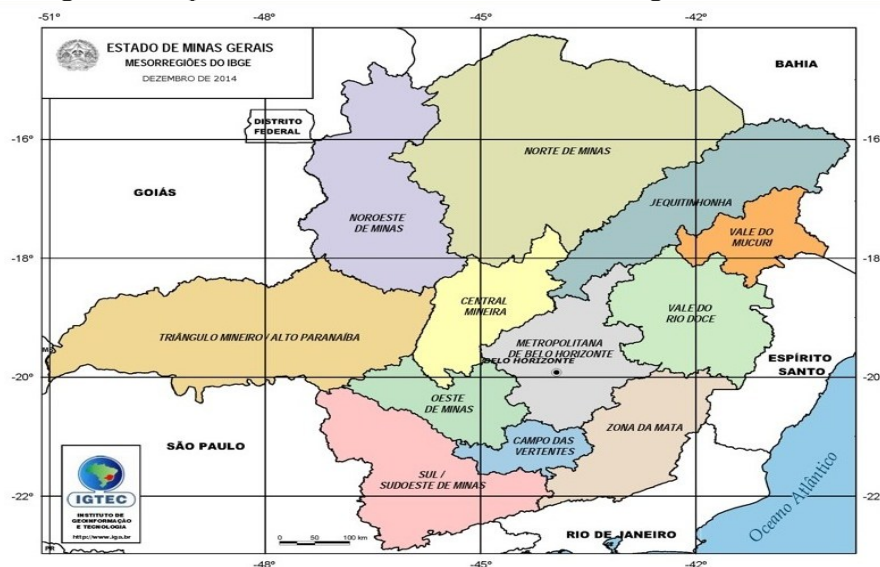 -51°
-48°
-45°
-42°
ESTADO DE MINAS GERAIS
MESORREGIÕES DO IBGE
DEZEMBRO DE 2014
BAHIA
DISTRITO
FEDERAL
-16°
-16°
NORTE DE MINAS
GOIÁS
JEQUITINHONHA
NOROESTE
DE MINAS
VALE DO
MUCURI
-18°
-18°
CENTRAL
MINEIRA
VALE DO
RIO DOCE
TRIÂNGULO MINEIRO / ALTO PARANAÍBA
METROPOLITANA
DE BELO HORIZONTE
BELO HORIZONTE
ESPÍRITO
SANTO
-20°
-20°
OESTE
DE MINAS
ZONA DA MATA
SÃO PAULO
CAMPO DAS
VERTENTES
SUL /
SUDOESTE DE MINAS
IGTEC
INSTITUTO DE
GEOINFORMAÇÃO
E TECNOLOGIA
-22°
-22
Oceano Atlântico
RIO DE JANEIRO
0 50 100 km
PR
-48°
-45°
-42°